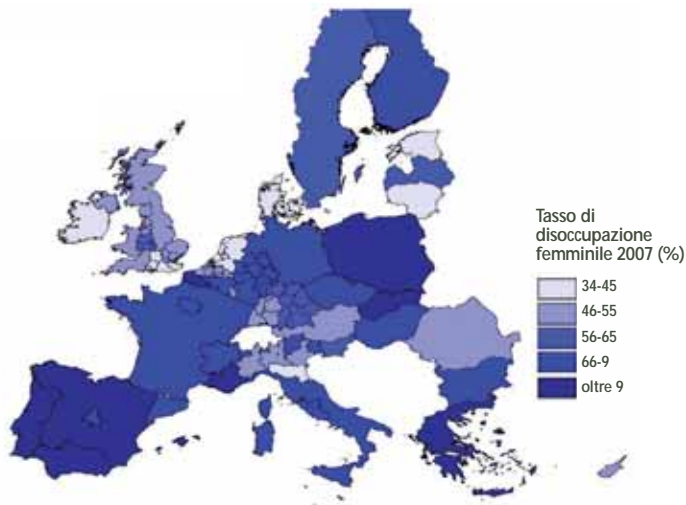 Tasso di
disoccupazione
femminile 2007 (%)
34-45
46-55
56-65
66-9
oltre 9